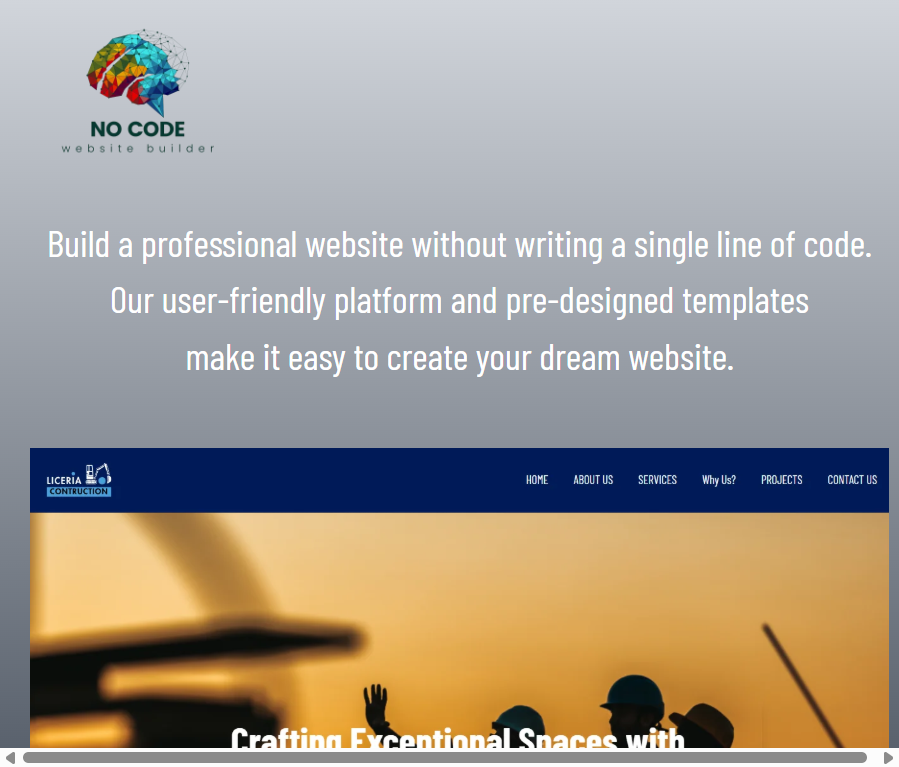 NO CODE
website builder
Build a professional website without writing a single line of code.
Our user-friendly platform and pre-designed templates
make it easy to create your dream website.
LICERIA
CONTRUCTION
HOME ABOUT US SERVICES Why Us? PROJECTS CONTACT US
Crafting Exceptional Spaces with